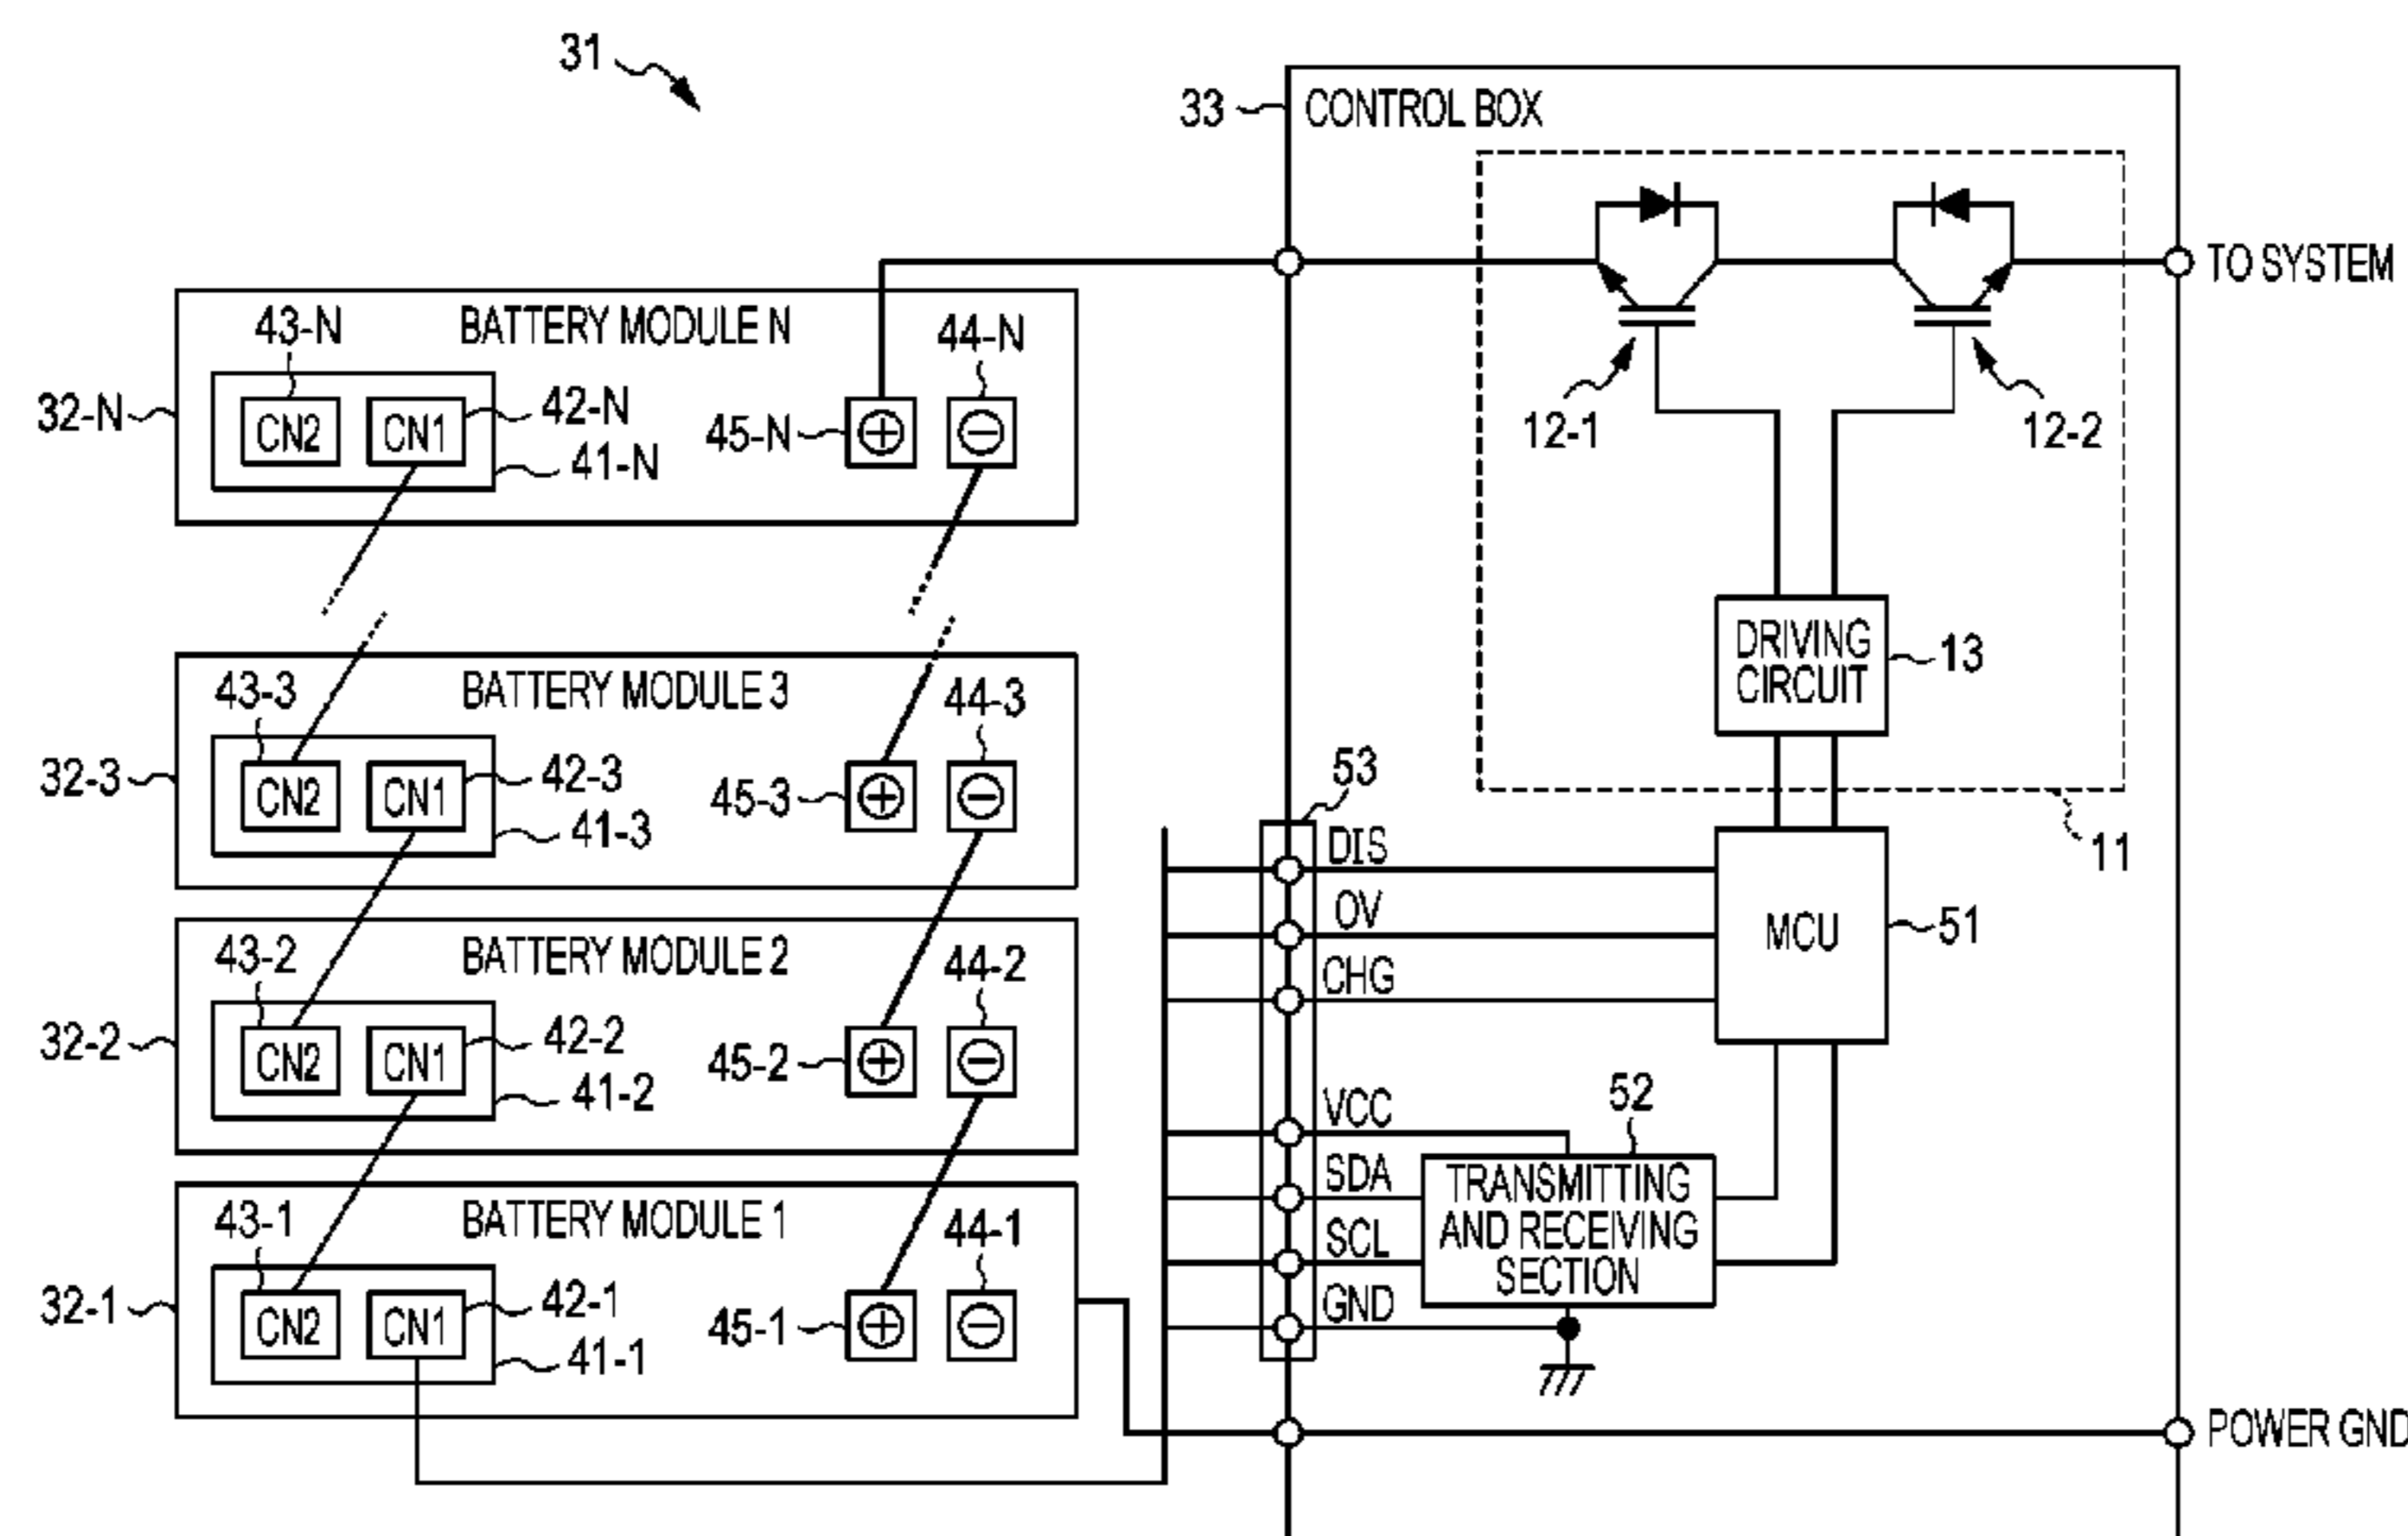 31
33
CONTROL BOX
TO SYSTEM
12-1
12-2
DRIVING
CIRCUIT
13
11
43-N
BATTERY MODULE N
44-N
32-N
CN2
CN1
42-N
41-N
45-N
+
−
43-3
BATTERY MODULE 3
44-3
32-3
CN2
CN1
42-3
41-3
45-3
+
−
43-2
BATTERY MODULE 2
44-2
32-2
CN2
CN1
42-2
41-2
45-2
+
−
43-1
BATTERY MODULE 1
44-1
32-1
CN2
CN1
42-1
41-1
45-1
+
−
53
DIS
OV
CHG
MCU
51
VCC
SDA
SCL
GND
52
TRANSMITTING
AND RECEIVING
SECTION
POWER GND